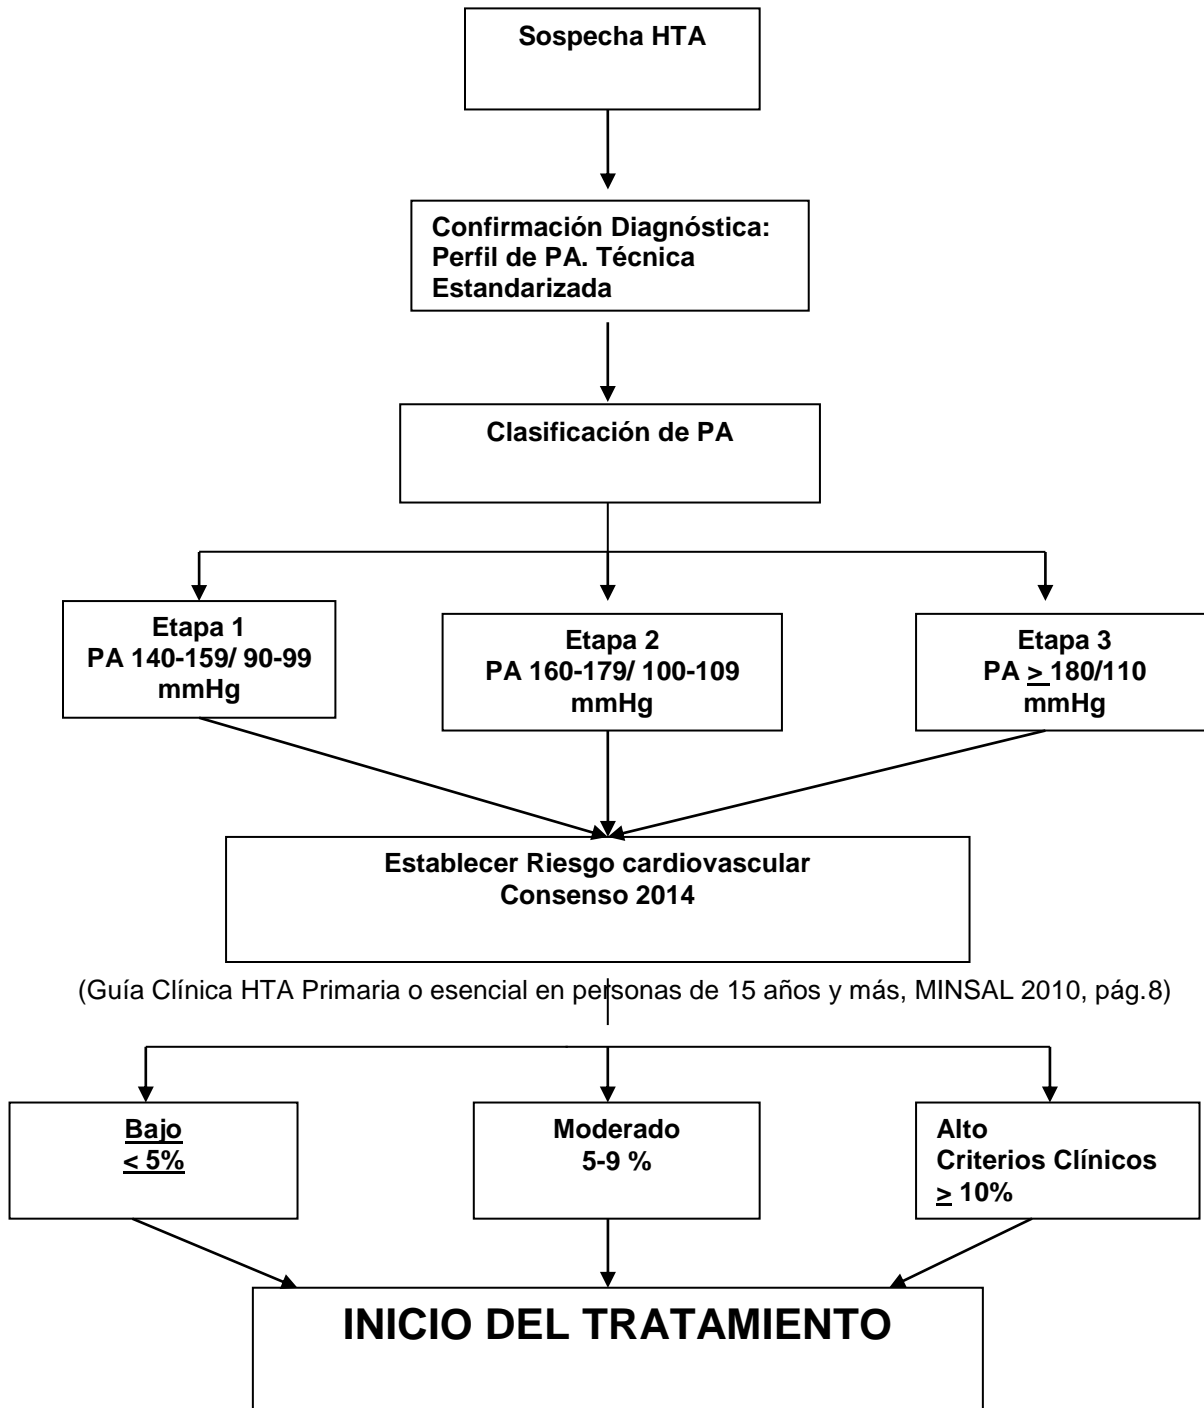 Sospecha HTA
Confirmación Diagnóstica:
Perfil de PA. Técnica
Estandarizada
Clasificación de PA
Etapa 1
PA 140-159/ 90-99
mmHg
Etapa 2
PA 160-179/ 100-109
mmHg
Etapa 3
PA > 180/110
mmHg
Establecer Riesgo cardiovascular
Consenso 2014
(Guía Clínica HTA Primaria o esencial en personas de 15 años y más, MINSAL 2010, pág.8)
Bajo
< 5%
Moderado
5-9 %
Alto
Criterios Clínicos
> 10%
INICIO DEL TRATAMIENTO